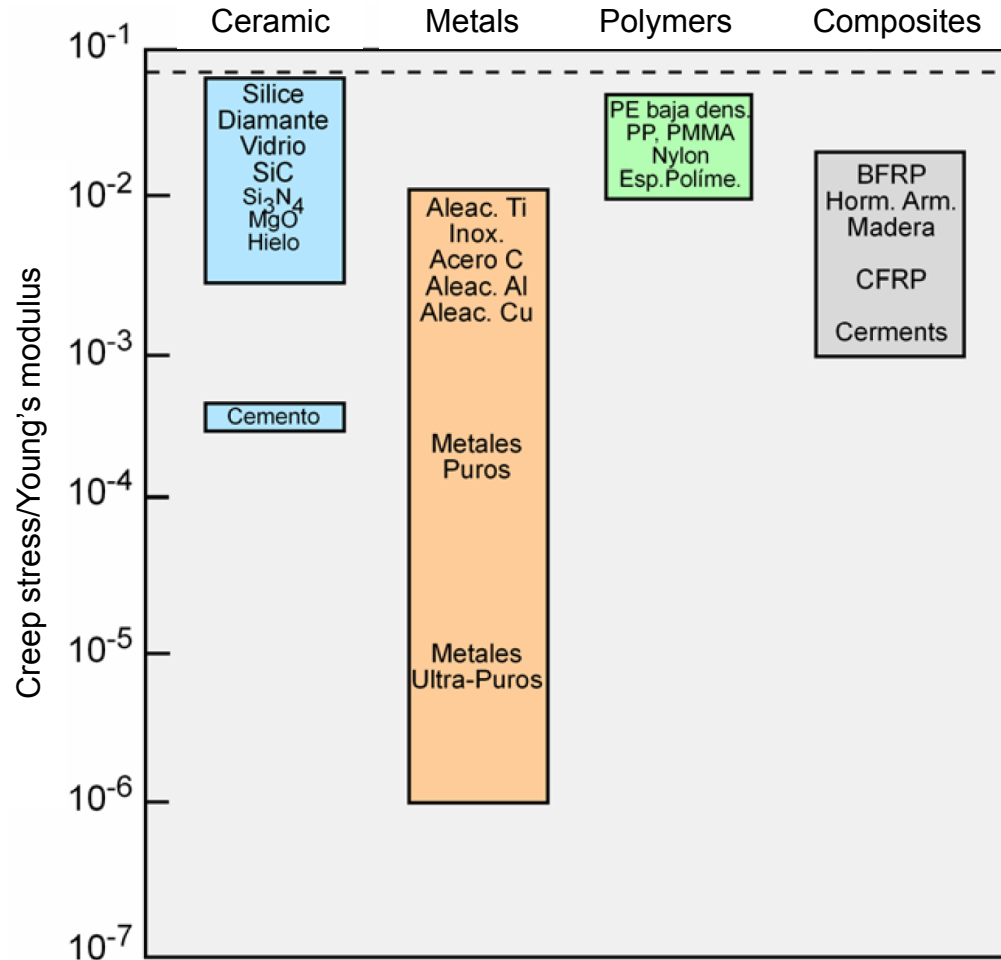 Ceramic Metals Polymers Composites
Creep stress/Young's modulus
10-1
10-2
10-3
10-4
10-5
10-6
10-7
Silice
Diamante
Vidrio
SiC
Si3N4
MgO
Hielo
Cemento
Aleac. Ti
Inox.
Acero C
Aleac. Al
Aleac. Cu
Metales
Puros
Metales
Ultra-Puros
PE baja dens.
PP, PMMA
Nylon
Esp.Políme.
BFRP
Horm. Arm.
Madera
CFRP
Cerments